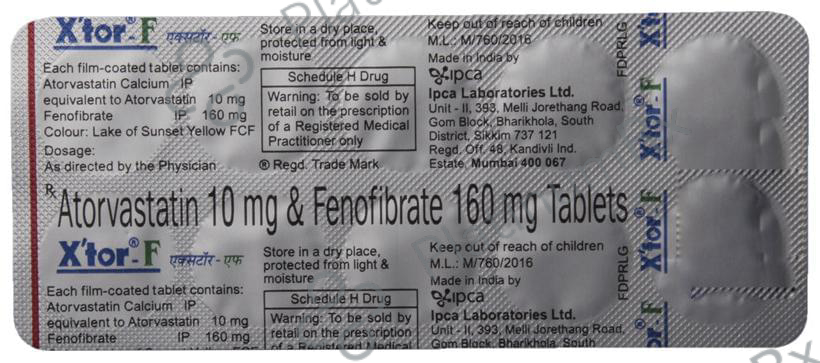 X'tor®-F एक्सटॉर-एफ
Each film-coated tablet contains:
Atorvastatin Calcium IP
equivalent to Atorvastatin 10 mg
Fenofibrate IP 160 mg
Colour: Lake of Sunset Yellow FCF
Dosage:
As directed by the Physician
Store in a dry place,
protected from light &
moisture
Schedule H Drug
Warning: To be sold by
retail on the prescription
of a Registered Medical
Practitioner only
® Regd. Trade Mark
Keep out of reach of children
M.L.: M/760/2016
Made in India by
ipca
Ipca Laboratories Ltd.
Unit - II, 393, Melli Jorethang Road,
Gom Block, Bharikhola, South
District, Sikkim 737 121
Regd. Off. 48, Kandivli Ind.
Estate, Mumbai 400 067
FDPRLG
X'tor®-F
Rx Atorvastatin 10 mg & Fenofibrate 160 mg Tablets
X'tor®-F एक्सटॉर-एफ
Each film-coated tablet contains:
Atorvastatin Calcium IP
equivalent to Atorvastatin 10 mg
Fenofibrate IP 160 mg
Store in a dry place,
protected from light &
moisture
Schedule H Drug
Warning: To be sold by
retail on the prescription
of a Registered Medical
Keep out of reach of children
M.L.: M/760/2016
Made in India by
ipca
Ipca Laboratories Ltd.
Unit - II, 393, Melli Jorethang Road,
Gom Block, Bharikhola, South
FDPRLG
X'tor®-F